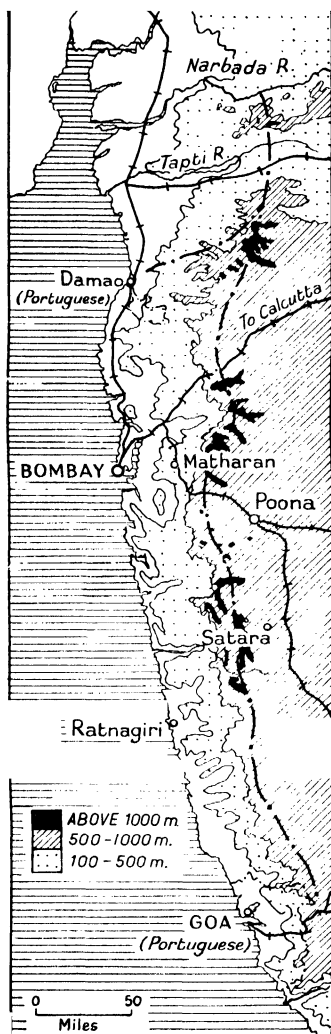 Narbada R.
Tapti R.
Damao
(Portuguese)
To Calcutta
Matharan
BOMBAY
Poona
Satara
Ratnagiri
ABOVE 1000 m.
500-1000 m.
100-500 m.
GOA
(Portuguese)
0 50
Miles